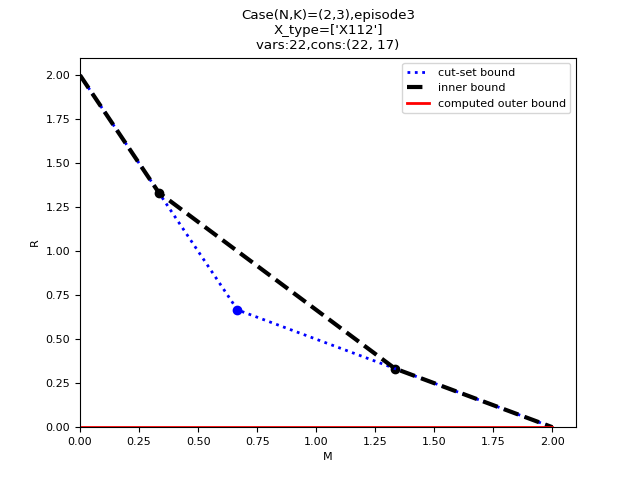 Case(N,K)=(2,3),episode3
X_type=['X112']
vars:22,cons:(22, 17)
cut-set bound
inner bound
computed outer bound
2.00
1.75
1.50
1.25
1.00
0.75
0.50
0.25
0.00
R
0.00 0.25 0.50 0.75 1.00 1.25 1.50 1.75 2.00
M